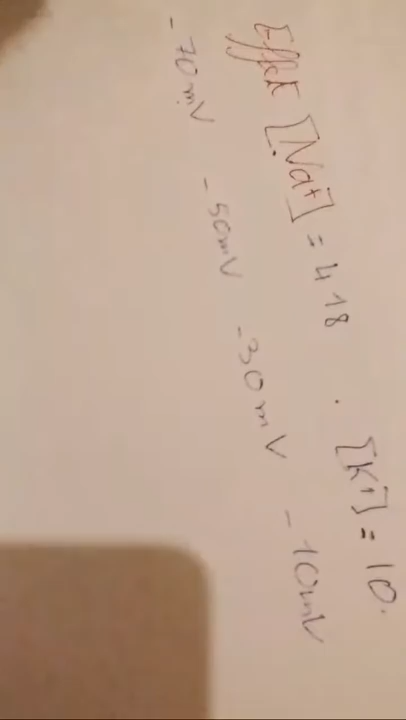 Effect [Na+] = 418 . [K+] = 10.
-70mV -50mV -30mV -10mV